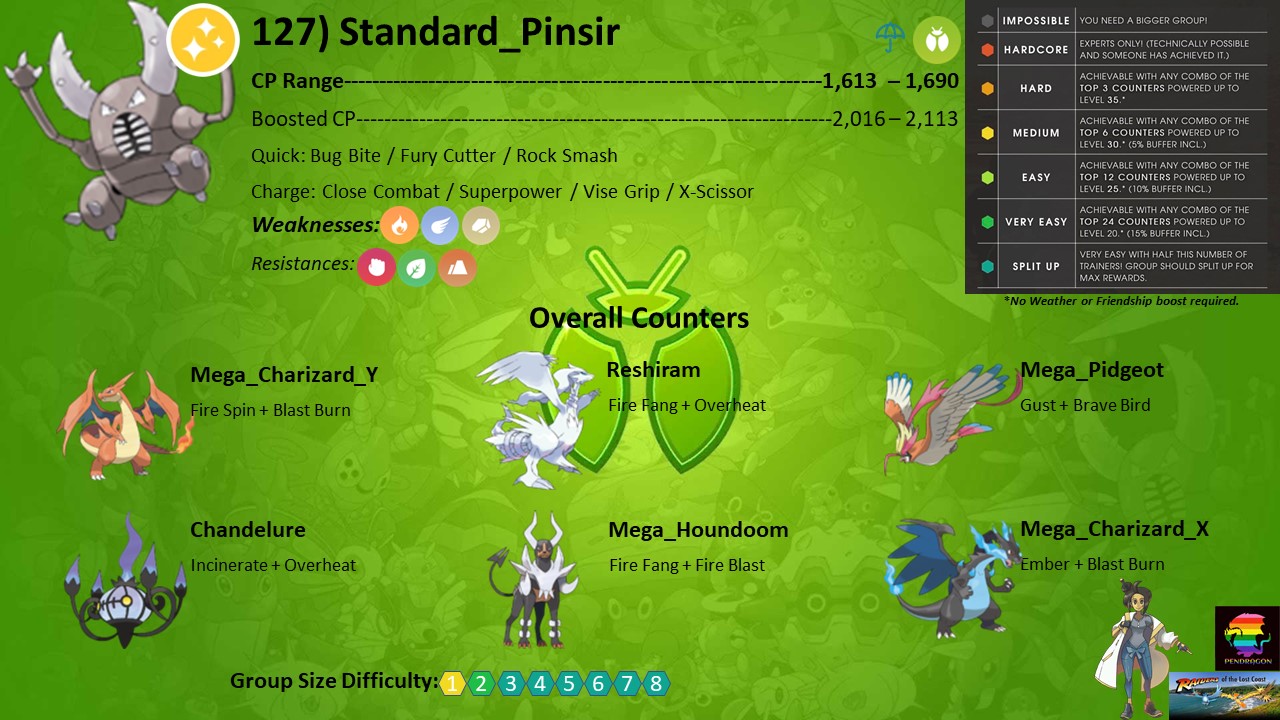 127) Standard_Pinsir
CP Range--------------------------------------------------------------------1,613 – 1,690
Boosted CP--------------------------------------------------------------------2,016 – 2,113
Quick: Bug Bite / Fury Cutter / Rock Smash
Charge: Close Combat / Superpower / Vise Grip / X-Scissor
Weaknesses:
Resistances:
IMPOSSIBLE YOU NEED A BIGGER GROUP!
HARDCORE EXPERTS ONLY! (TECHNICALLY POSSIBLE
AND SOMEONE HAS ACHIEVED IT.)
HARD ACHIEVABLE WITH ANY COMBO OF THE
TOP 3 COUNTERS POWERED UP TO
LEVEL 35.*
MEDIUM ACHIEVABLE WITH ANY COMBO OF THE
TOP 6 COUNTERS POWERED UP TO
LEVEL 30.* (5% BUFFER INCL.)
EASY ACHIEVABLE WITH ANY COMBO OF THE
TOP 12 COUNTERS POWERED UP TO
LEVEL 25.* (10% BUFFER INCL.)
VERY EASY ACHIEVABLE WITH ANY COMBO OF THE
TOP 24 COUNTERS POWERED UP TO
LEVEL 20.* (15% BUFFER INCL.)
SPLIT UP VERY EASY WITH HALF THIS NUMBER OF
TRAINERS! GROUP SHOULD SPLIT UP FOR
MAX REWARDS.
*No Weather or Friendship boost required.
Overall Counters
Mega_Charizard_Y
Fire Spin + Blast Burn
Reshiram
Fire Fang + Overheat
Mega_Pidgeot
Gust + Brave Bird
Chandelure
Incinerate + Overheat
Mega_Houndoom
Fire Fang + Fire Blast
Mega_Charizard_X
Ember + Blast Burn
Group Size Difficulty: 1 2 3 4 5 6 7 8
PENDROGON
RAIDERS of the Lost Coast